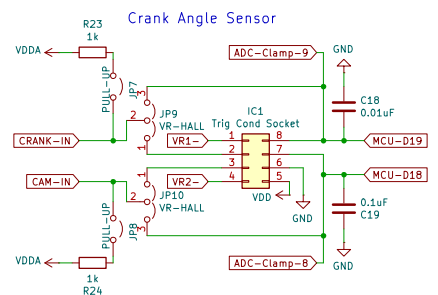 Crank Angle Sensor
R23
1k
VDDA
PULL-UP
JP7
ADC-Clamp-9
GND
3
JP9
VR-HALL
2
1
IC1
Trig Cond Socket
C18
0.01uF
CRANK-IN
VR1-
1
2
3
4
8
7
6
5
MCU-D19
CAM-IN
VR2-
MCU-D18
1
2
JP10
VR-HALL
3
VDD
GND
0.1uF
C19
PULL-UP
JP8
VDDA
1k
R24
ADC-Clamp-8
GND